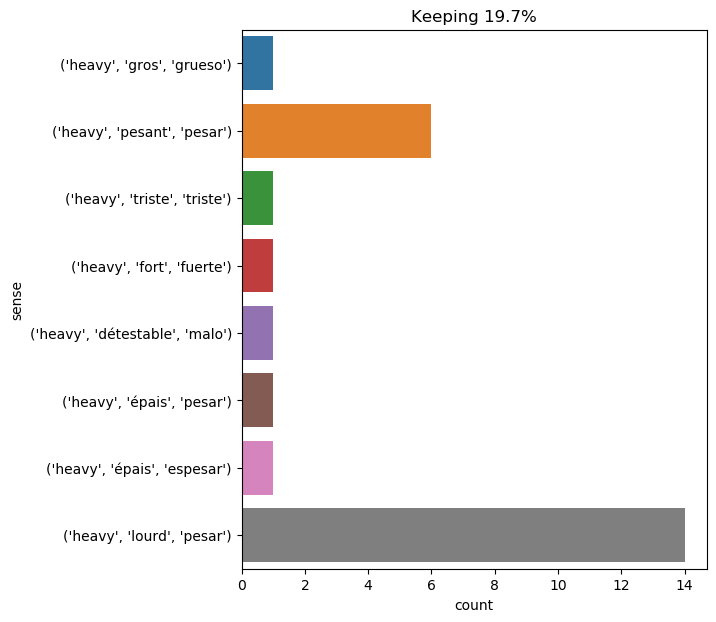 Keeping 19.7%
sense
('heavy', 'gros', 'grueso')
('heavy', 'pesant', 'pesar')
('heavy', 'triste', 'triste')
('heavy', 'fort', 'fuerte')
('heavy', 'détestable', 'malo')
('heavy', 'épais', 'pesar')
('heavy', 'épais', 'espesar')
('heavy', 'lourd', 'pesar')
0 2 4 6 8 10 12 14
count